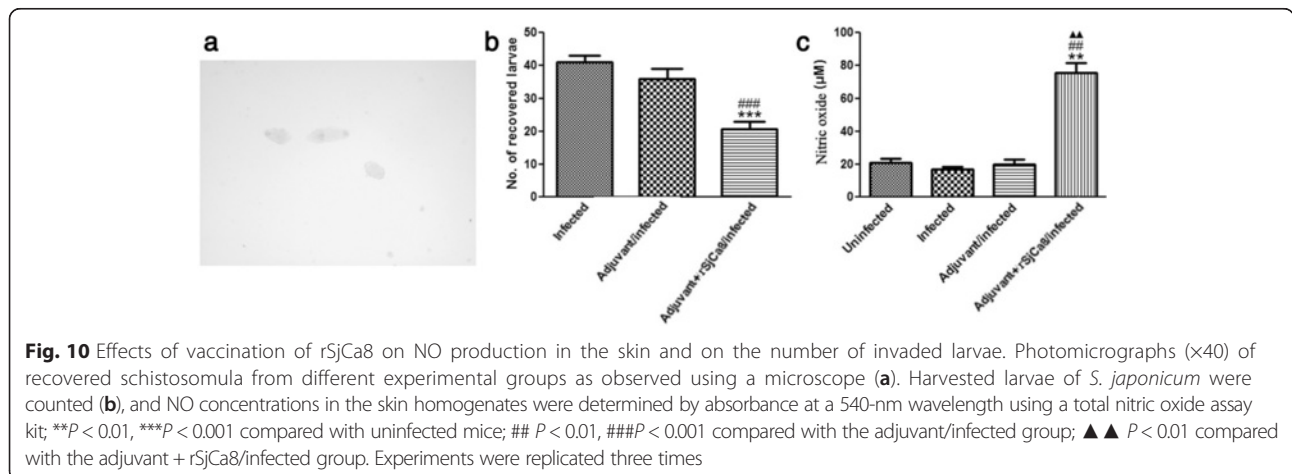 a
b
c
50
40
30
20
10
0
No. of recovered larvae
###
***
Infected
Adjuvant/infected
Adjuvant+rSjCa8/infected
100
80
60
40
20
0
Nitric oxide (μM)
▲▲
##
**
Uninfected
Infected
Adjuvant/infected
Adjuvant+rSjCa8/infected
Fig. 10 Effects of vaccination of rSjCa8 on NO production in the skin and on the number of invaded larvae. Photomicrographs (×40) of
recovered schistosomula from different experimental groups as observed using a microscope (a). Harvested larvae of S. japonicum were
counted (b), and NO concentrations in the skin homogenates were determined by absorbance at a 540-nm wavelength using a total nitric oxide assay
kit; **P < 0.01, ***P < 0.001 compared with uninfected mice; ## P < 0.01, ###P < 0.001 compared with the adjuvant/infected group; ▲ ▲ P < 0.01 compared
with the adjuvant + rSjCa8/infected group. Experiments were replicated three times